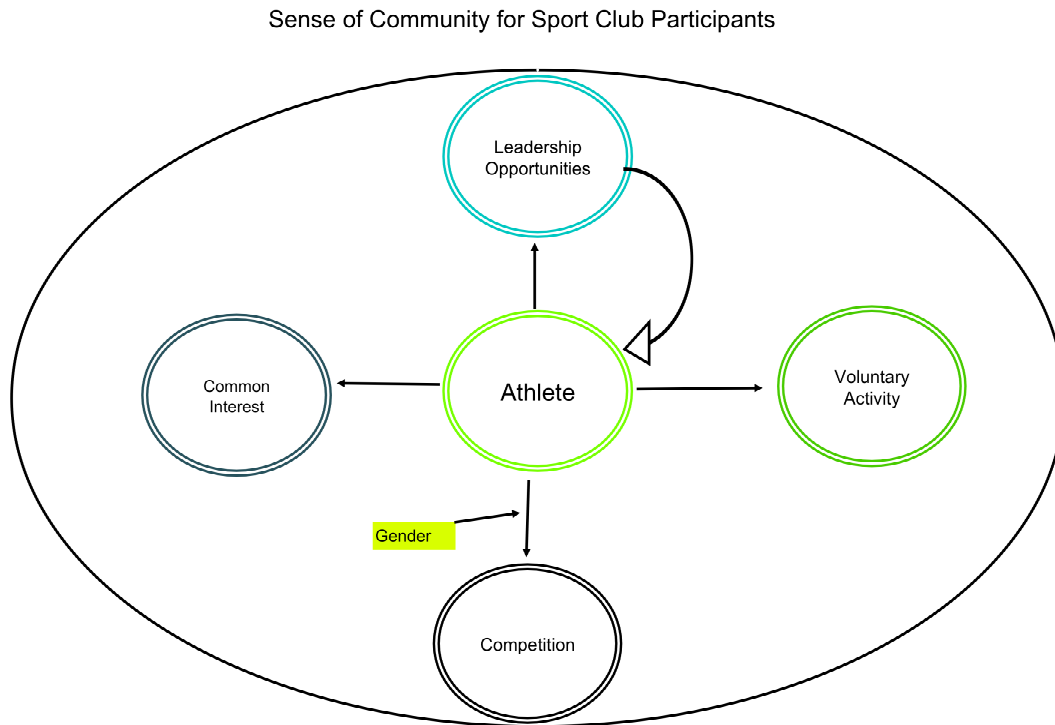 Sense of Community for Sport Club Participants
Leadership
Opportunities
Common
Interest
Athlete
Voluntary
Activity
Gender
Competition